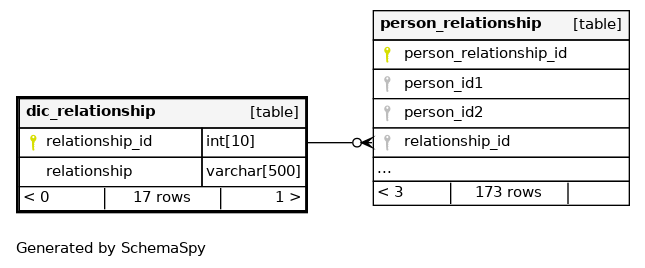 person_relationship [table]
person_relationship_id
person_id1
person_id2
relationship_id
...
< 3 173 rows
dic_relationship [table]
relationship_id int[10]
relationship varchar[500]
< 0 17 rows 1 >
Generated by SchemaSpy